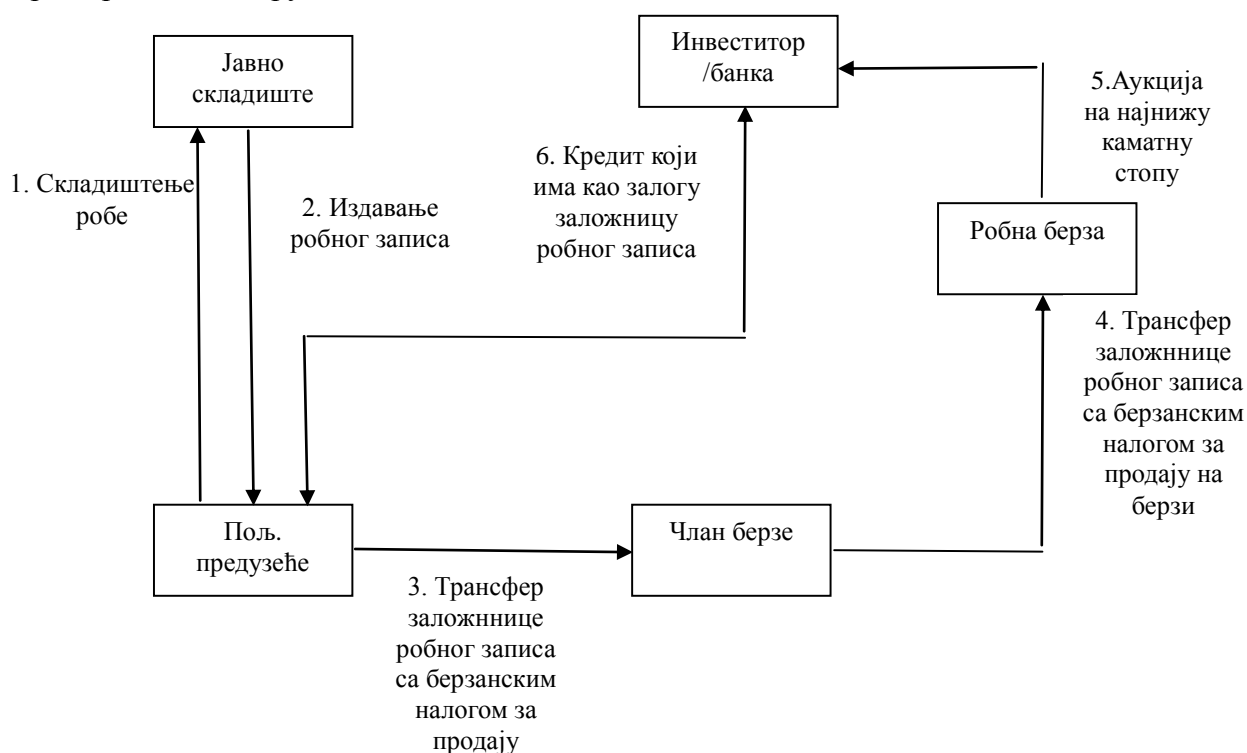 Јавно
складиште
Инвеститор
/банка
5.Аукција
на најнижу
каматну
стопу
6. Кредит који
има као залогу
заложницу
робног записа
1. Складиштење
робе
2. Издавање
робног записа
Робна берза
4. Трансфер
заложннице
робног записа
са берзанским
налогом за
продају на
берзи
Пољ.
предузеће
Члан берзе
3. Трансфер
заложннице
робног записа
са берзанским
налогом за
продају